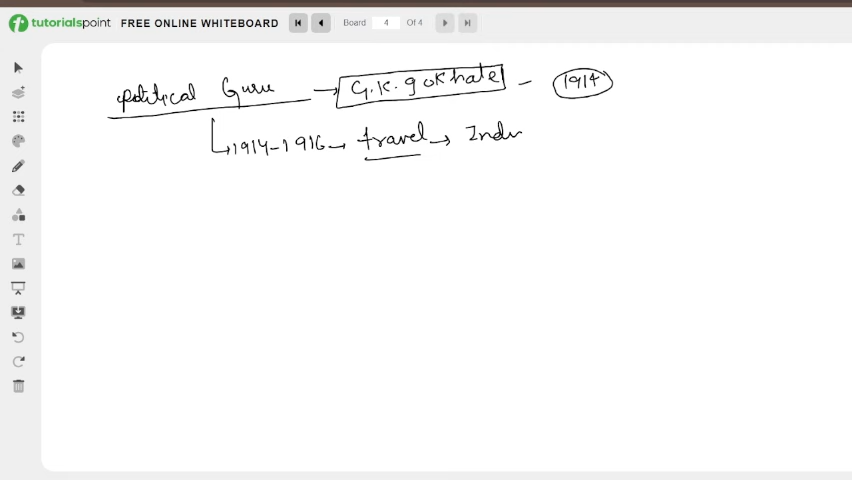 tutorialspoint FREE ONLINE WHITEBOARD Board 4 Of 4
political Guru → G.K. gokhale - 1914
1914-1916 → travel → Indi